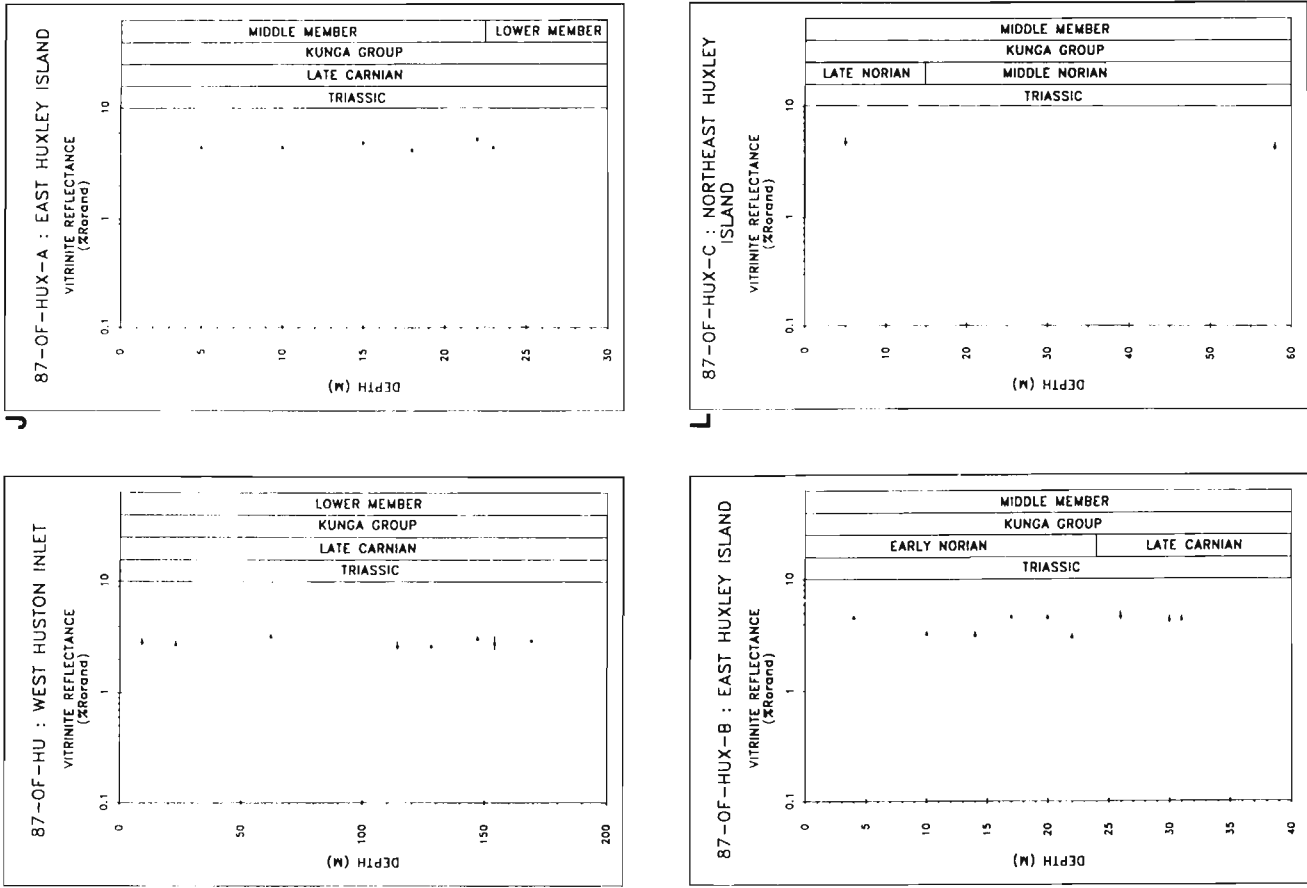 87-OF-HU : WEST HUSTON INLET
VITRINITE REFLECTANCE
(%Rorand)
0.1
1
10
TRIASSIC
LATE CARNIAN
KUNGA GROUP
LOWER MEMBER
DEPTH (M)
0
50
100
150
200
J
87-OF-HUX-A : EAST HUXLEY ISLAND
VITRINITE REFLECTANCE
(%Rorand)
0.1
1
10
TRIASSIC
LATE CARNIAN
KUNGA GROUP
MIDDLE MEMBER
LOWER MEMBER
DEPTH (M)
0
5
10
15
20
25
30
87-OF-HUX-B : EAST HUXLEY ISLAND
VITRINITE REFLECTANCE
(%Rorand)
0.1
1
10
TRIASSIC
EARLY NORIAN
LATE CARNIAN
KUNGA GROUP
MIDDLE MEMBER
DEPTH (M)
0
5
10
15
20
25
30
35
40
L
87-OF-HUX-C : NORTHEAST HUXLEY
ISLAND
VITRINITE REFLECTANCE
(%Rorand)
0.1
1
10
TRIASSIC
LATE NORIAN
MIDDLE NORIAN
KUNGA GROUP
MIDDLE MEMBER
DEPTH (M)
0
10
20
30
40
50
60